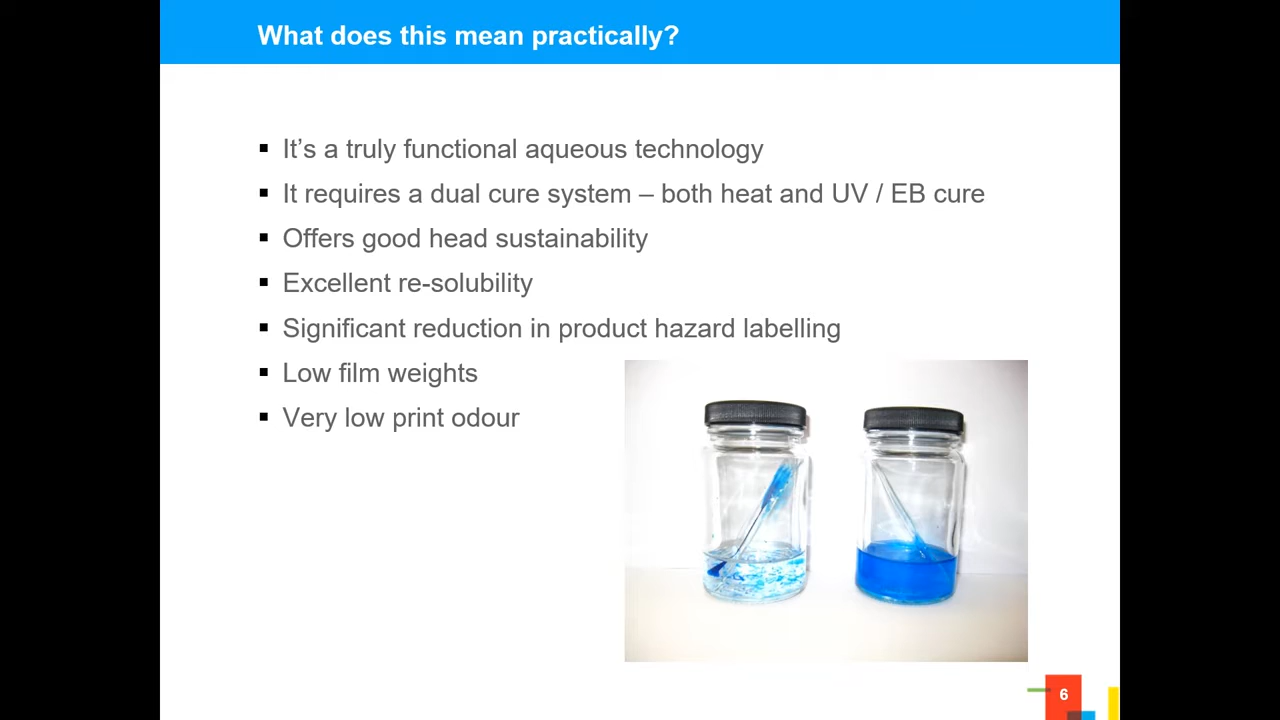 What does this mean practically?
It's a truly functional aqueous technology
It requires a dual cure system – both heat and UV / EB cure
Offers good head sustainability
Excellent re-solubility
Significant reduction in product hazard labelling
Low film weights
Very low print odour
6